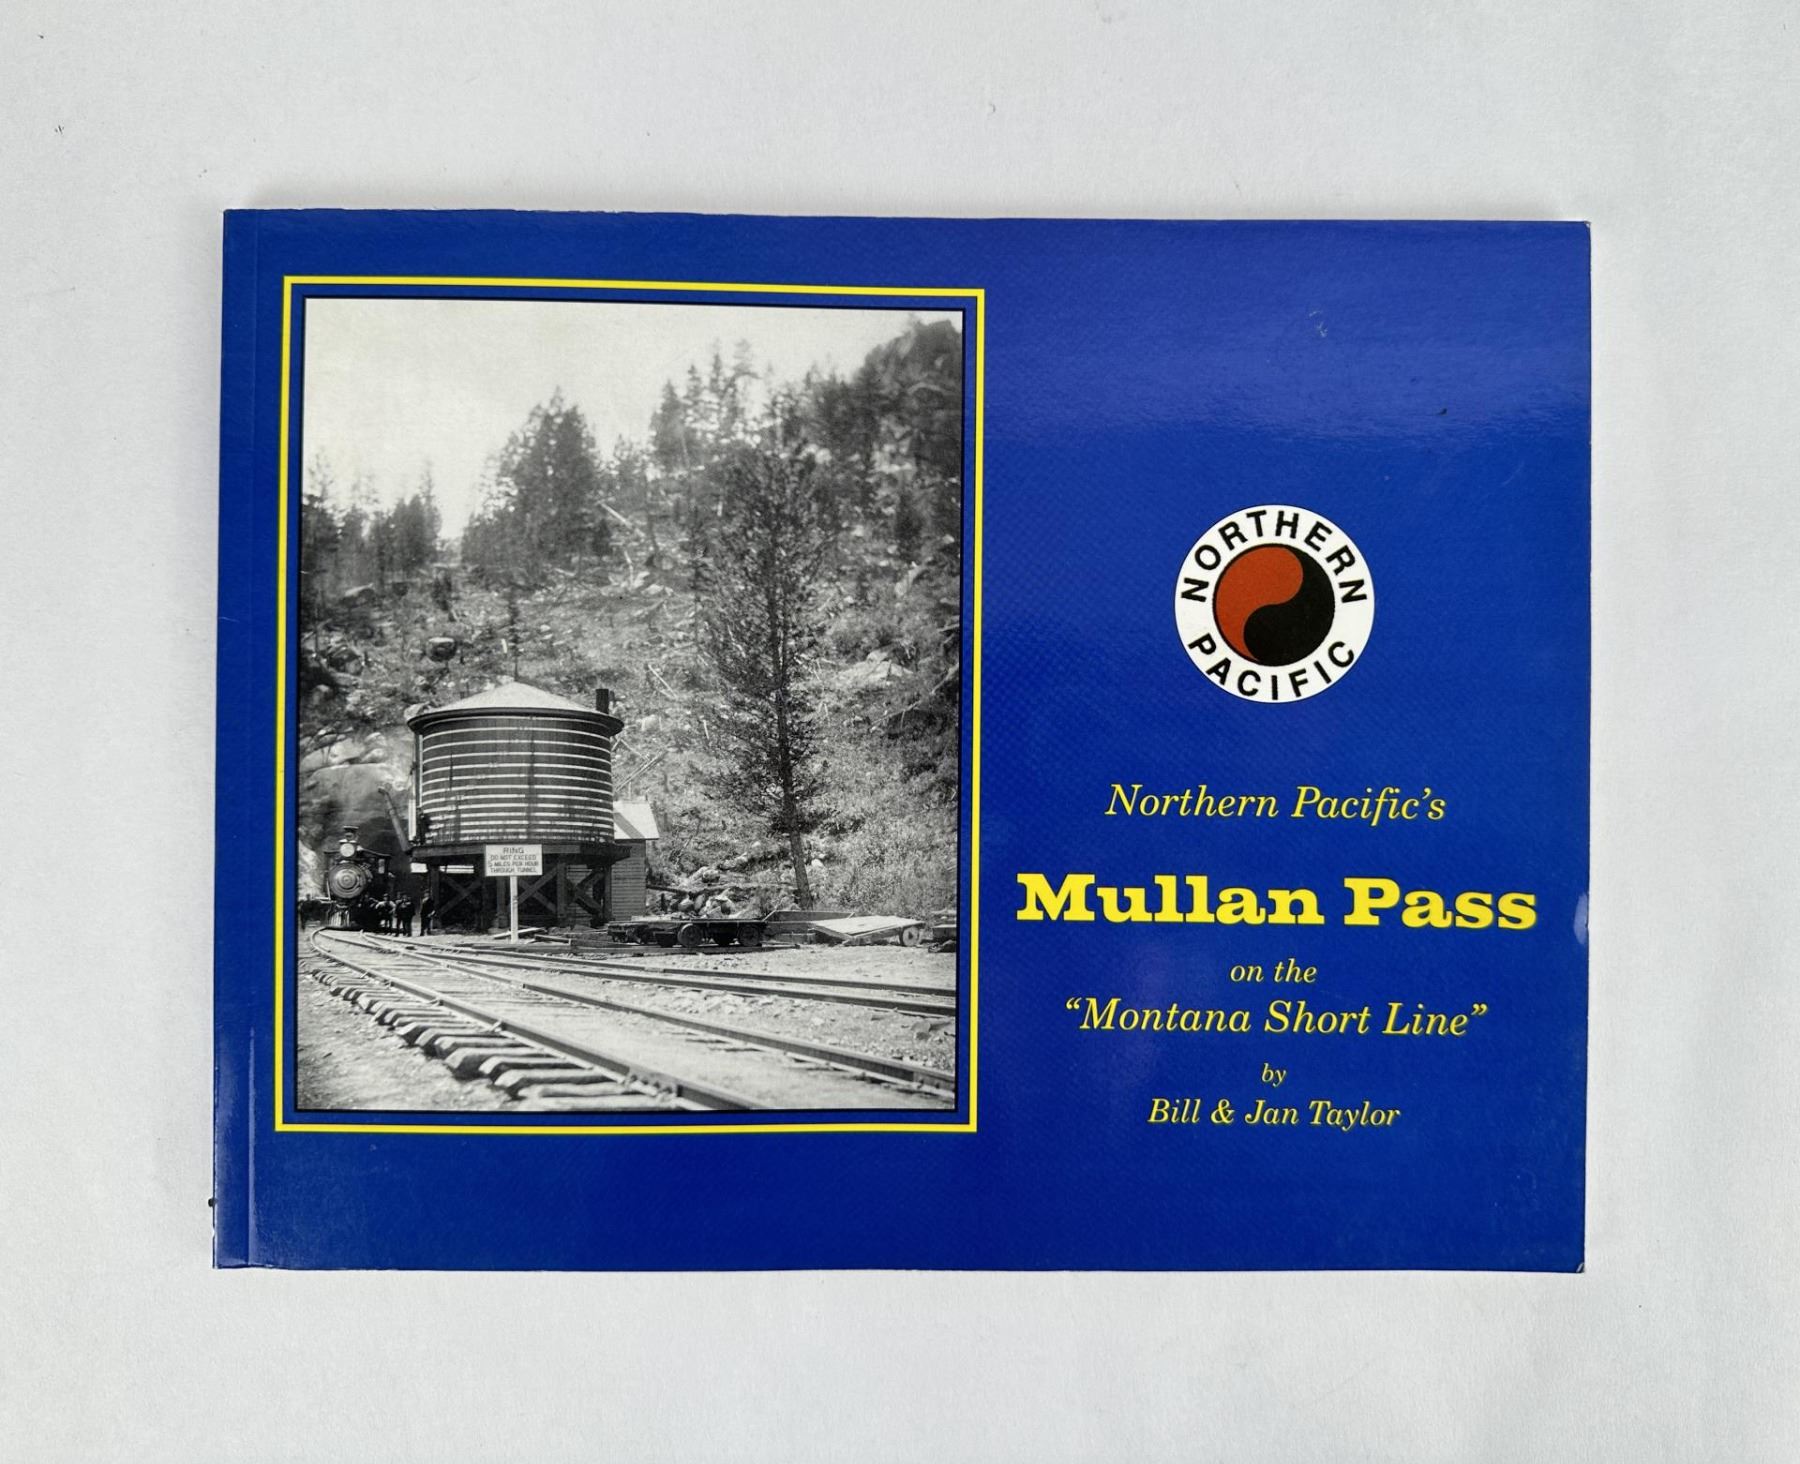 RING
DO NOT EXCEED
5 MILES PER HOUR
THROUGH TUNNEL
NORTHERN
PACIFIC
Northern Pacific's
Mullan Pass
on the
“Montana Short Line”
by
Bill & Jan Taylor